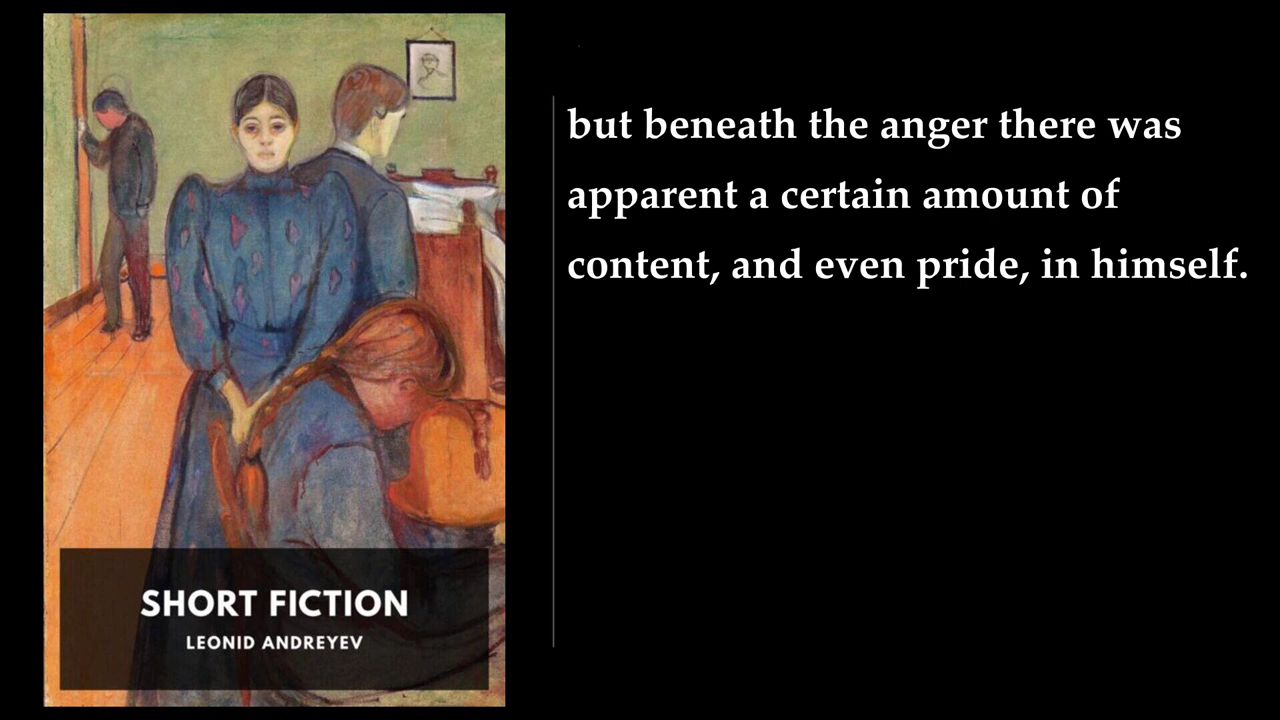 SHORT FICTION
LEONID ANDREYEV
but beneath the anger there was
apparent a certain amount of
content, and even pride, in himself.